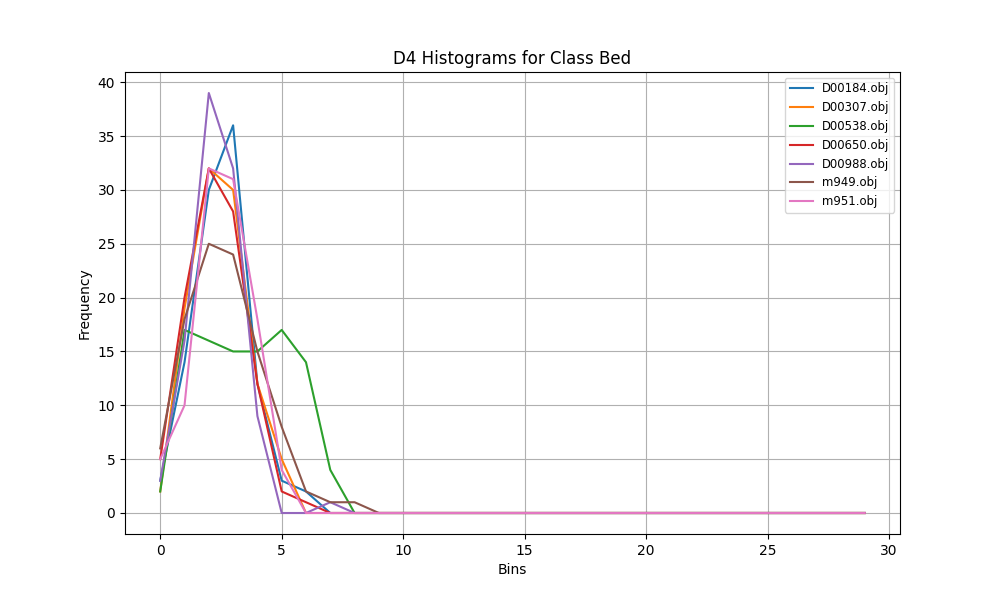 D4 Histograms for Class Bed
D00184.obj
D00307.obj
D00538.obj
D00650.obj
D00988.obj
m949.obj
m951.obj
Frequency
40
35
30
25
20
15
10
5
0
0 5 10 15 20 25 30
Bins